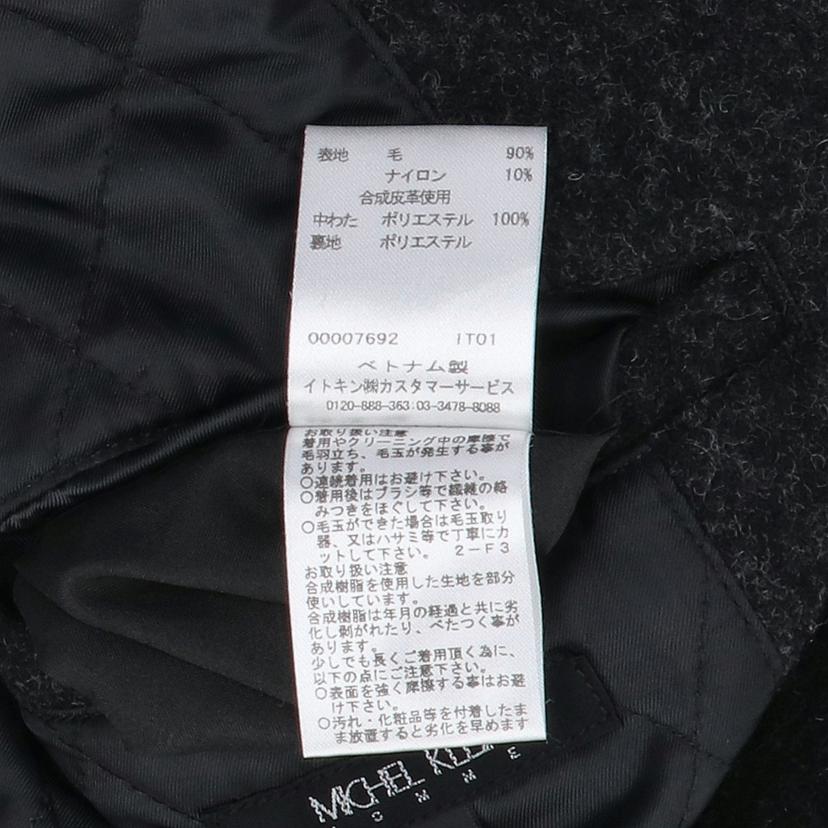 表地 毛 90%
ナイロン 10%
合成皮革使用
中わた ポリエステル 100%
裏地 ポリエステル
00007692 IT01
ベトナム製
イトキン㈱カスタマーサービス
0120-888-363:03-3478-8088
お取り扱い注意
着用やクリーニング中の摩擦で
毛羽立ち、毛玉が発生する事が
あります。
○連続着用はお避け下さい。
○着用後はブラシ等で繊維の絡
みつきをほぐして下さい。
○毛玉ができた場合は毛玉取り
器、又はハサミ等で丁寧にカ
ットして下さい。 2-F3
お取り扱い注意
合成樹脂を使用した生地を部分
使いしています。
合成樹脂は年月の経過と共に劣
化し剥がれたり、べたつく事が
あります。
少しでも長くご着用頂く為に、
以下の点にご注意下さい。
○表面を強く摩擦する事はお避
け下さい。
○汚れ・化粧品等を付着したま
ま放置すると劣化を早めます
MICHEL KLEIN